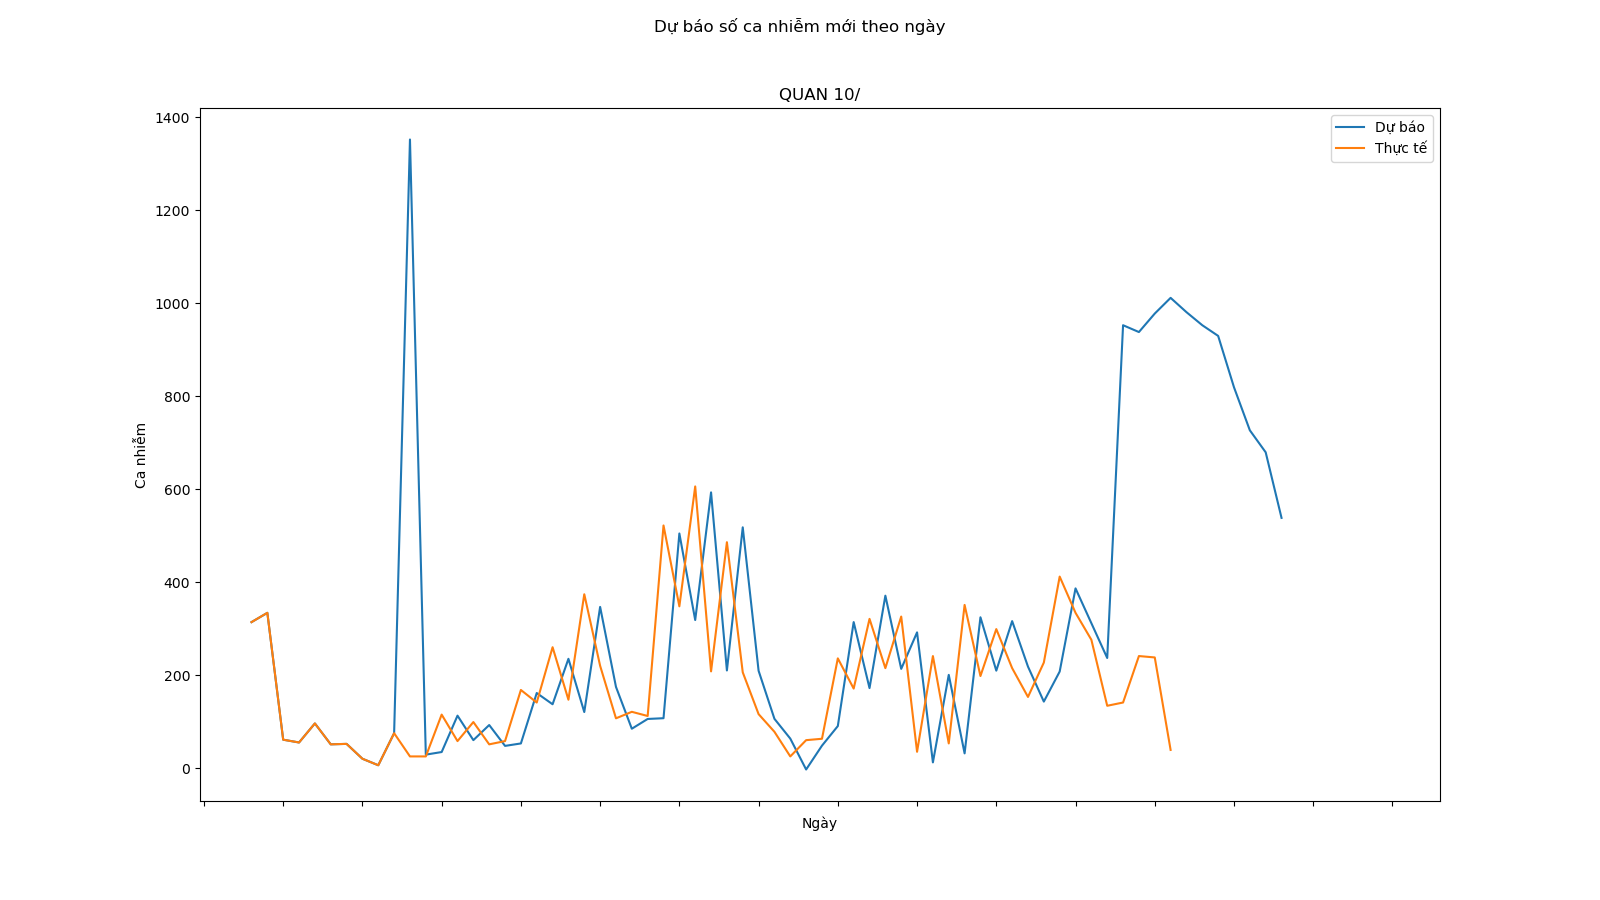 Dự báo số ca nhiễm mới theo ngày
QUAN 10/
Dự báo
Thực tế
1400
1200
1000
800
600
400
200
0
Ca nhiễm
Ngày